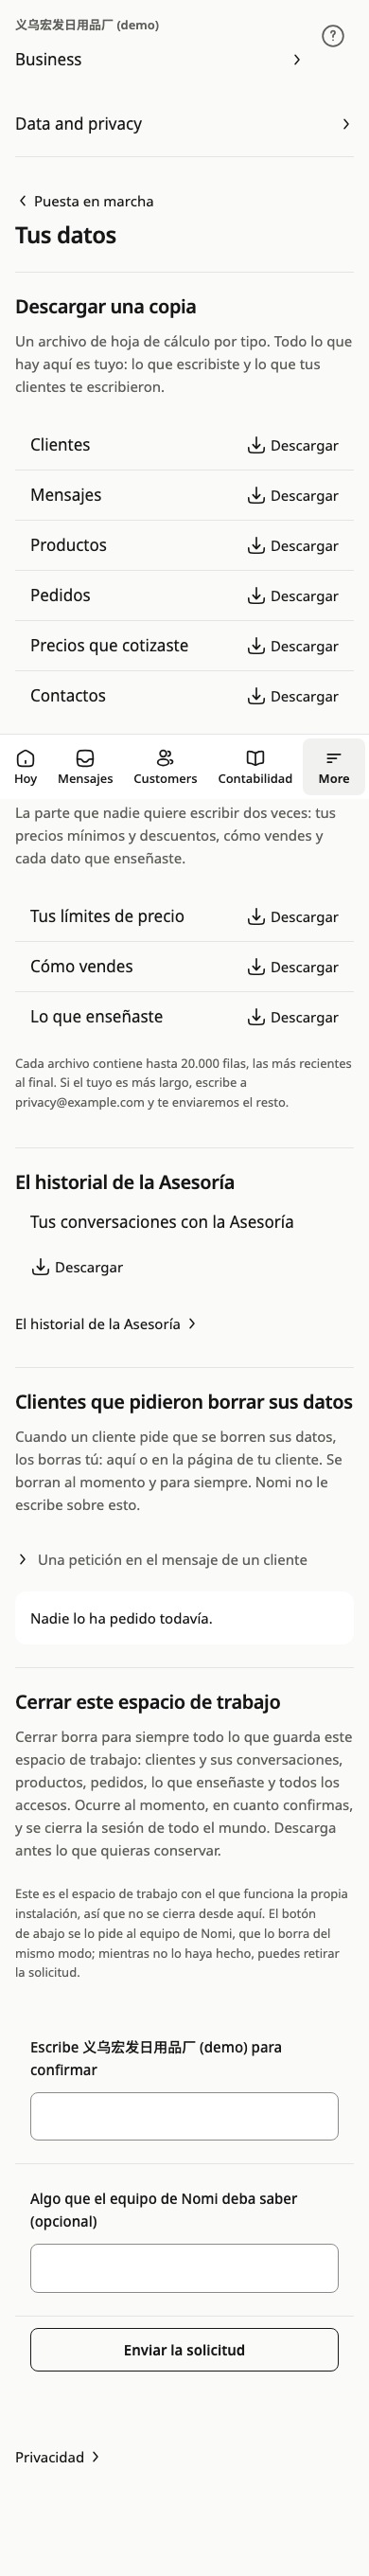 义乌宏发日用品厂 (demo)
Business
Data and privacy
Puesta en marcha
Tus datos
Descargar una copia
Un archivo de hoja de cálculo por tipo. Todo lo que
hay aquí es tuyo: lo que escribiste y lo que tus
clientes te escribieron.
Clientes Descargar
Mensajes Descargar
Productos Descargar
Pedidos Descargar
Precios que cotizaste Descargar
Contactos Descargar
Hoy Mensajes Customers Contabilidad More
La parte que nadie quiere escribir dos veces: tus
precios mínimos y descuentos, cómo vendes y
cada dato que enseñaste.
Tus límites de precio Descargar
Cómo vendes Descargar
Lo que enseñaste Descargar
Cada archivo contiene hasta 20.000 filas, las más recientes
al final. Si el tuyo es más largo, escribe a
privacy@example.com y te enviaremos el resto.
El historial de la Asesoría
Tus conversaciones con la Asesoría
Descargar
El historial de la Asesoría
Clientes que pidieron borrar sus datos
Cuando un cliente pide que se borren sus datos,
los borras tú: aquí o en la página de tu cliente. Se
borran al momento y para siempre. Nomi no le
escribe sobre esto.
Una petición en el mensaje de un cliente
Nadie lo ha pedido todavía.
Cerrar este espacio de trabajo
Cerrar borra para siempre todo lo que guarda este
espacio de trabajo: clientes y sus conversaciones,
productos, pedidos, lo que enseñaste y todos los
accesos. Ocurre al momento, en cuanto confirmas,
y se cierra la sesión de todo el mundo. Descarga
antes lo que quieras conservar.
Este es el espacio de trabajo con el que funciona la propia
instalación, así que no se cierra desde aquí. El botón
de abajo se lo pide al equipo de Nomi, que lo borra del
mismo modo; mientras no lo haya hecho, puedes retirar
la solicitud.
Escribe 义乌宏发日用品厂 (demo) para
confirmar
Algo que el equipo de Nomi deba saber
(opcional)
Enviar la solicitud
Privacidad